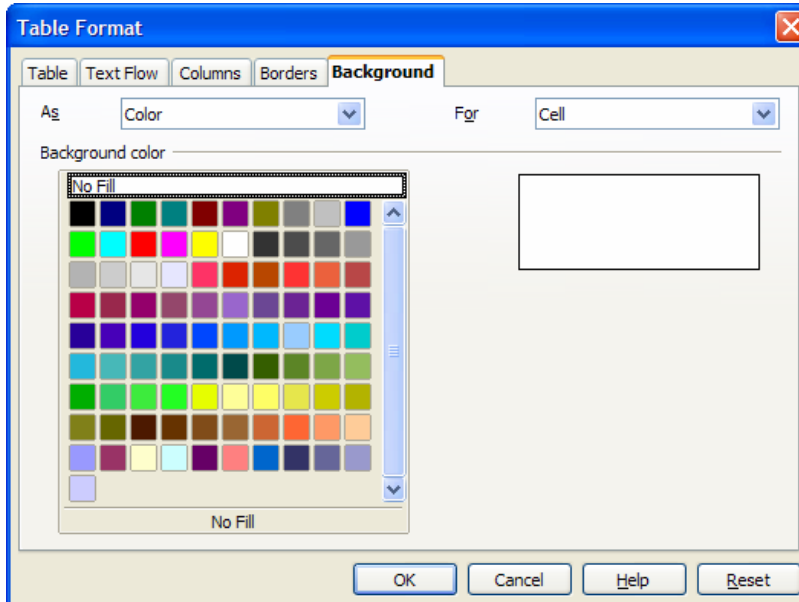 Table Format
Table Text Flow Columns Borders Background
As Color For Cell
Background color
No Fill
No Fill
OK Cancel Help Reset